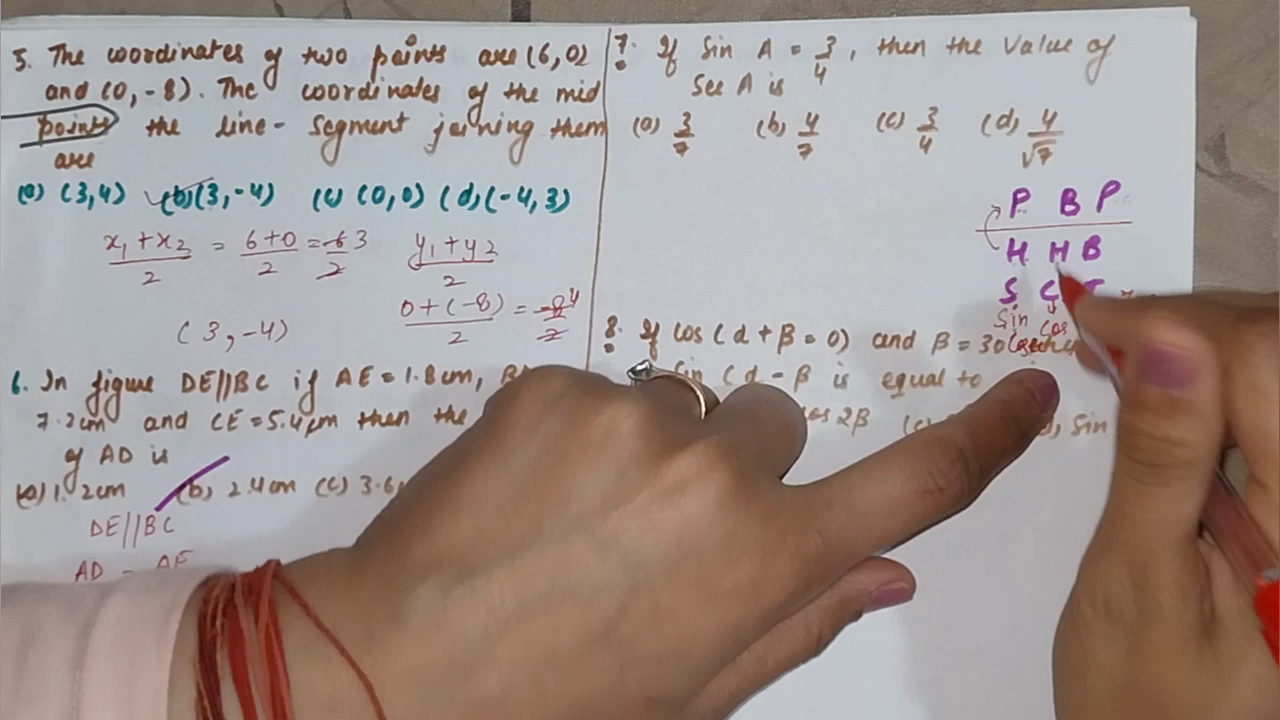 5. The coordinates of two points are (6,0)
and (0,-8). The coordinates of the mid
points the line-segment joining them
are
(a) (3,4) (b) (3,-4) (c) (0,0) (d) (-4,3)
x1 + x2 / 2 = 6+0 / 2 = 6 / 2 3
y1 + y2 / 2
0+(-8) / 2 = -8 / 2 4
(3,-4)
6. In figure DE//BC if AE = 1.8cm,
7.2cm and CE = 5.4cm then the
of AD is
(a) 1.2cm (b) 2.4cm (c) 3.6
DE//BC
AD = AE
7. If Sin A = 3/4, then the Value of
Sec A is
(a) 3/7 (b) 4/7 (c) 3/4 (d) 4/√7
P B P
H H B
S C T
Sin Cos
8. If Cos (α + β = 0) and β = 30
Sin (α - β is equal to
cos 2β (c) Sin